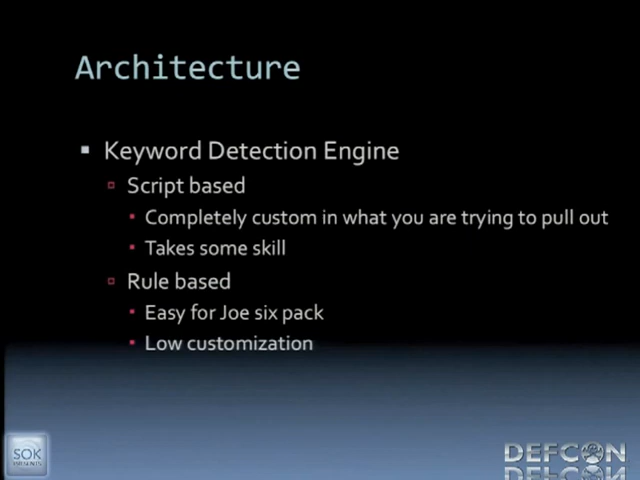 Architecture
Keyword Detection Engine
Script based
Completely custom in what you are trying to pull out
Takes some skill
Rule based
Easy for Joe six pack
Low customization
SOK
PRESENTS
DEFCON